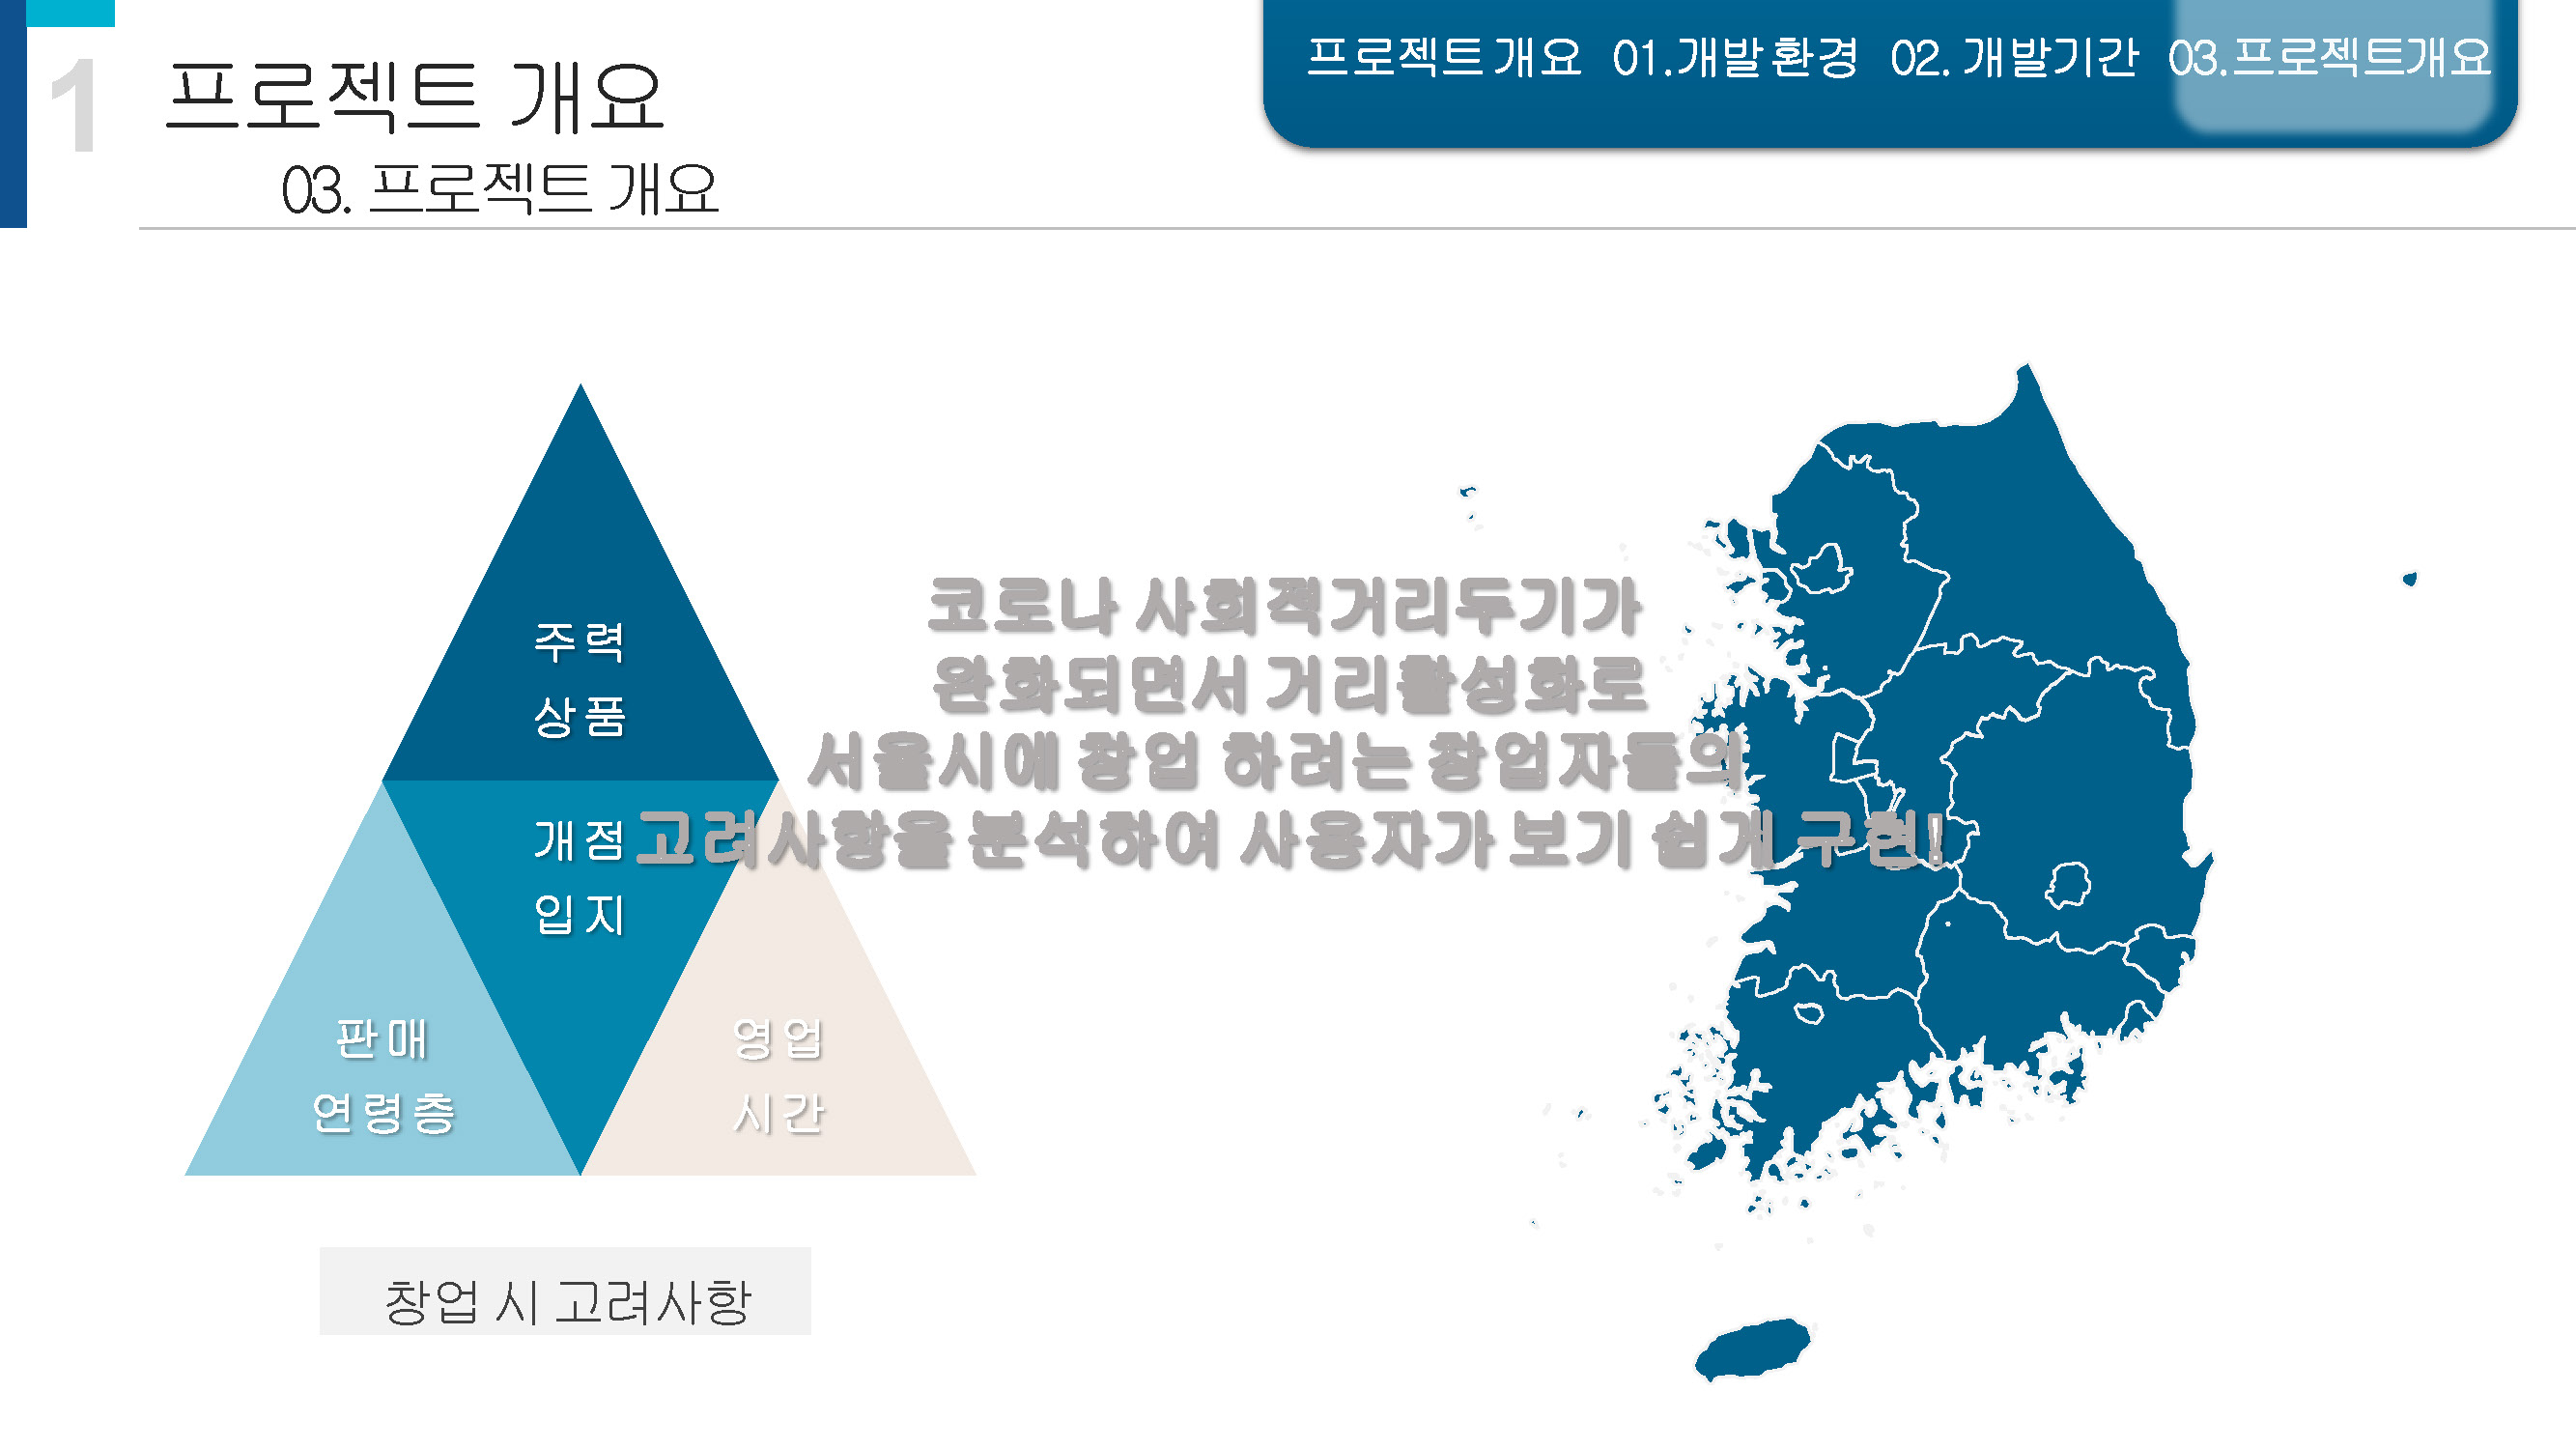 1
프로젝트 개요
03. 프로젝트 개요
프로젝트 개요 01.개발 환경 02. 개발기간 03.프로젝트개요
주력
상품
개점
입지
판매
연령층
영업
시간
코로나 사회적거리두기가
완화되면서 거리활성화로
서울시에 창업 하려는 창업자들의
고려사항을 분석하여 사용자가 보기 쉽게 구현!
창업 시 고려사항